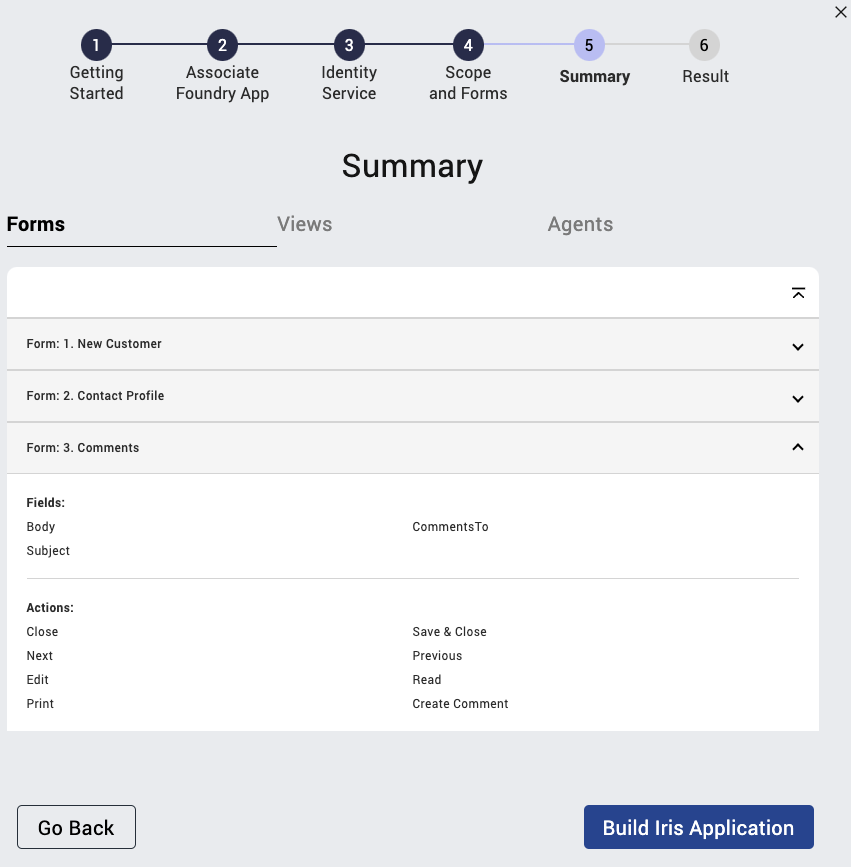 1 2 3 4 5 6
Getting Associate Identity Scope Summary Result
Started Foundry App Service and Forms
Summary
Forms Views Agents
Form: 1. New Customer
Form: 2. Contact Profile
Form: 3. Comments
Fields:
Body CommentsTo
Subject
Actions:
Close Save & Close
Next Previous
Edit Read
Print Create Comment
Go Back Build Iris Application